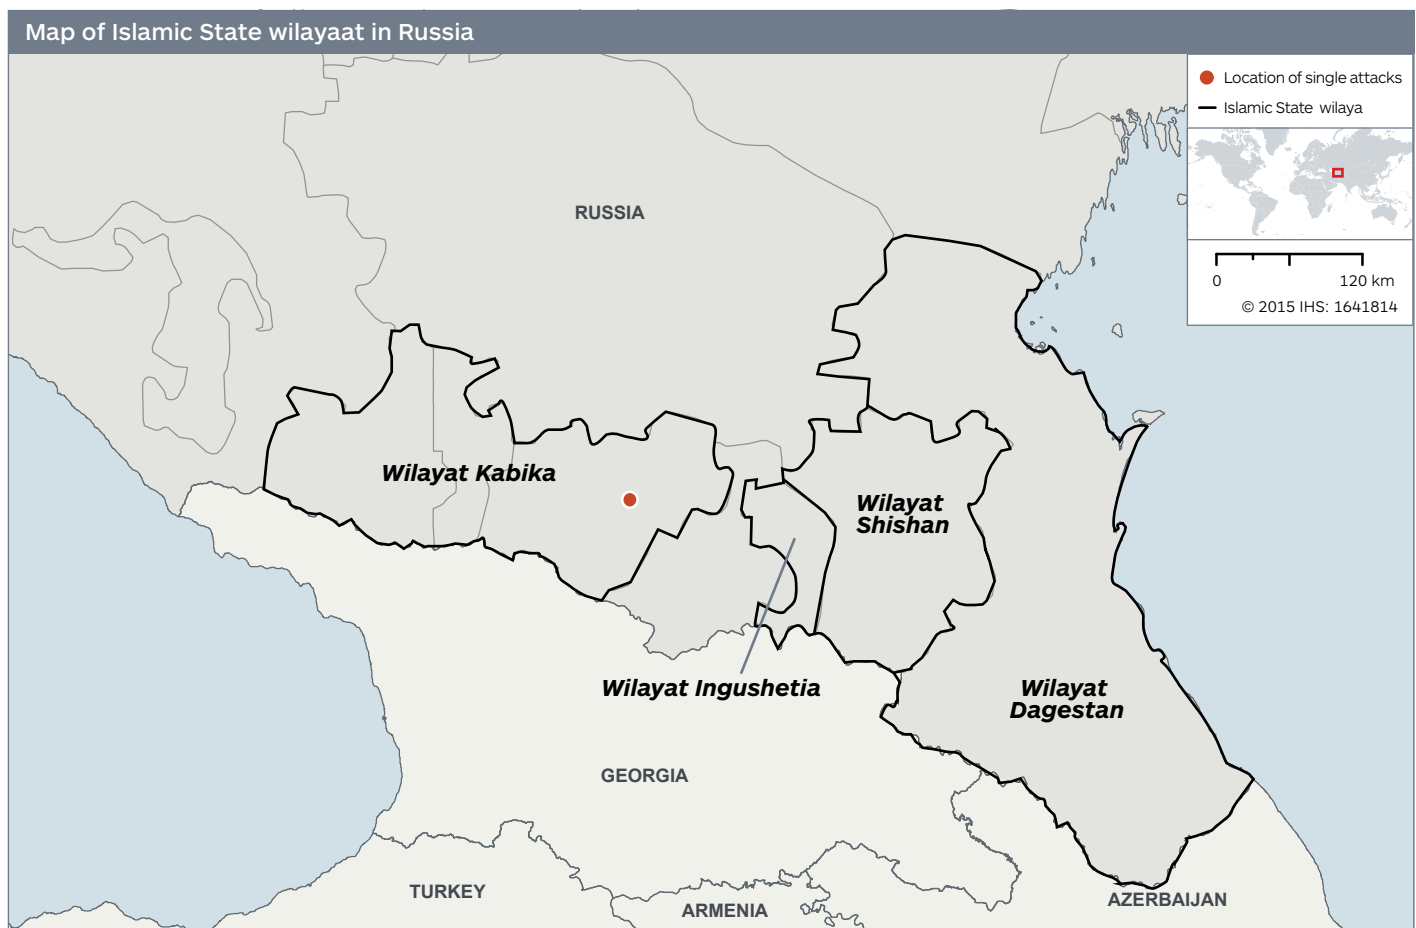 Map of Islamic State wilayaat in Russia
Location of single attacks
Islamic State wilaya
0
120 km
© 2015 IHS: 1641814
RUSSIA
Wilayat Kabika
Wilayat
Shishan
Wilayat Ingushetia
Wilayat
Dagestan
GEORGIA
TURKEY
ARMENIA
AZERBAIJAN